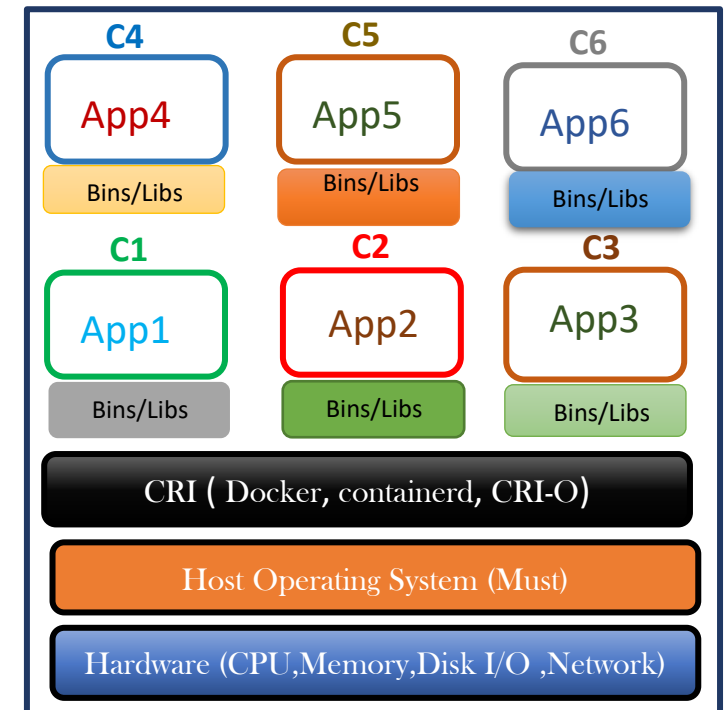 C4
C5
C6
App4
App5
App6
Bins/Libs
Bins/Libs
Bins/Libs
C1
C2
C3
App1
App2
App3
Bins/Libs
Bins/Libs
Bins/Libs
CRI ( Docker, containerd, CRI-O)
Host Operating System (Must)
Hardware (CPU,Memory,Disk I/O ,Network)